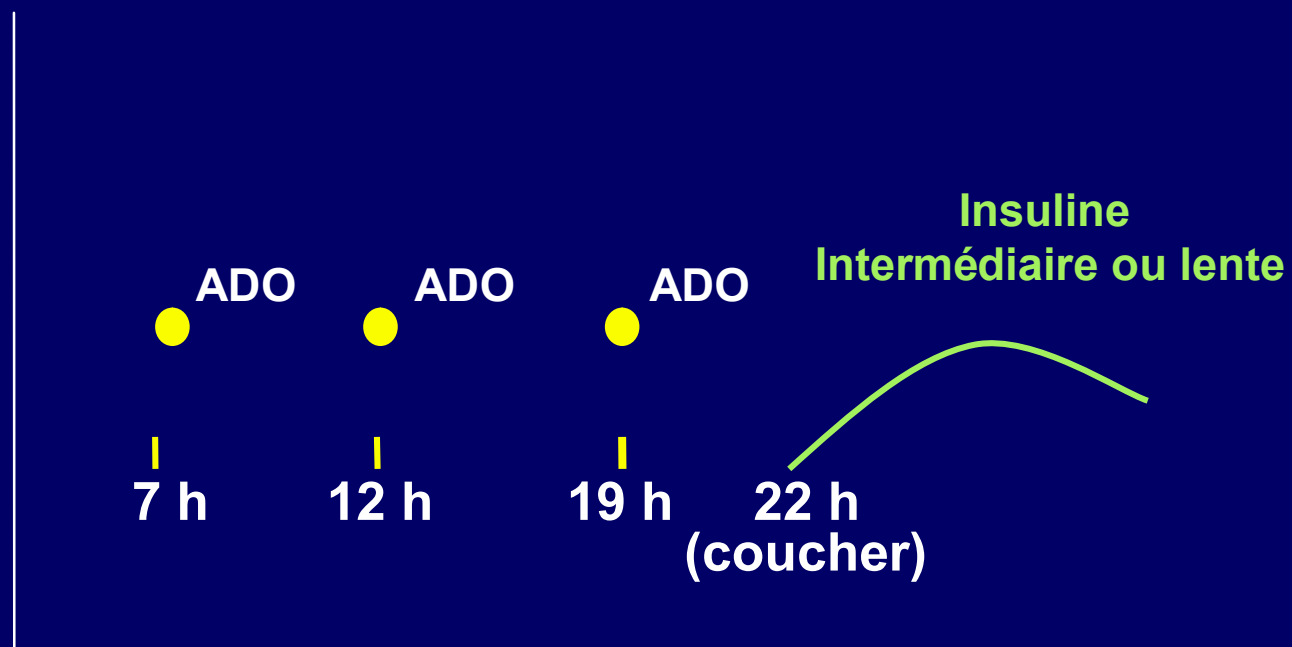 Insuline
Intermédiaire ou lente
ADO ADO ADO
7 h 12 h 19 h 22 h
(coucher)